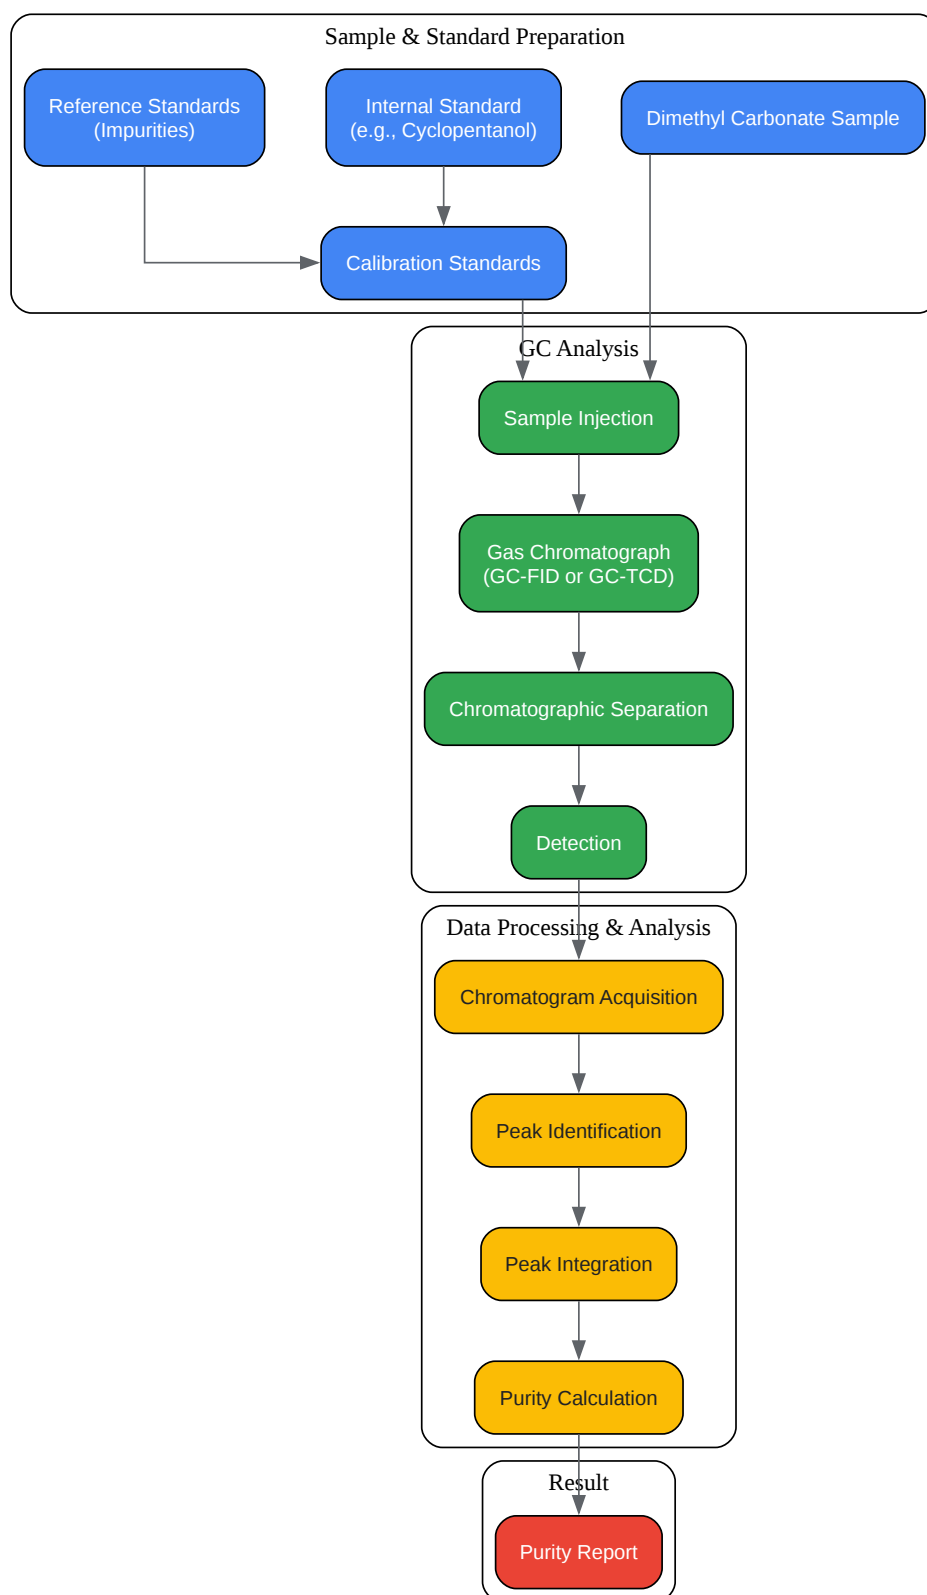 Sample & Standard Preparation
Reference Standards
(Impurities)
Internal Standard
(e.g., Cyclopentanol)
Dimethyl Carbonate Sample
Calibration Standards
GC Analysis
Sample Injection
Gas Chromatograph
(GC-FID or GC-TCD)
Chromatographic Separation
Detection
Data Processing & Analysis
Chromatogram Acquisition
Peak Identification
Peak Integration
Purity Calculation
Result
Purity Report